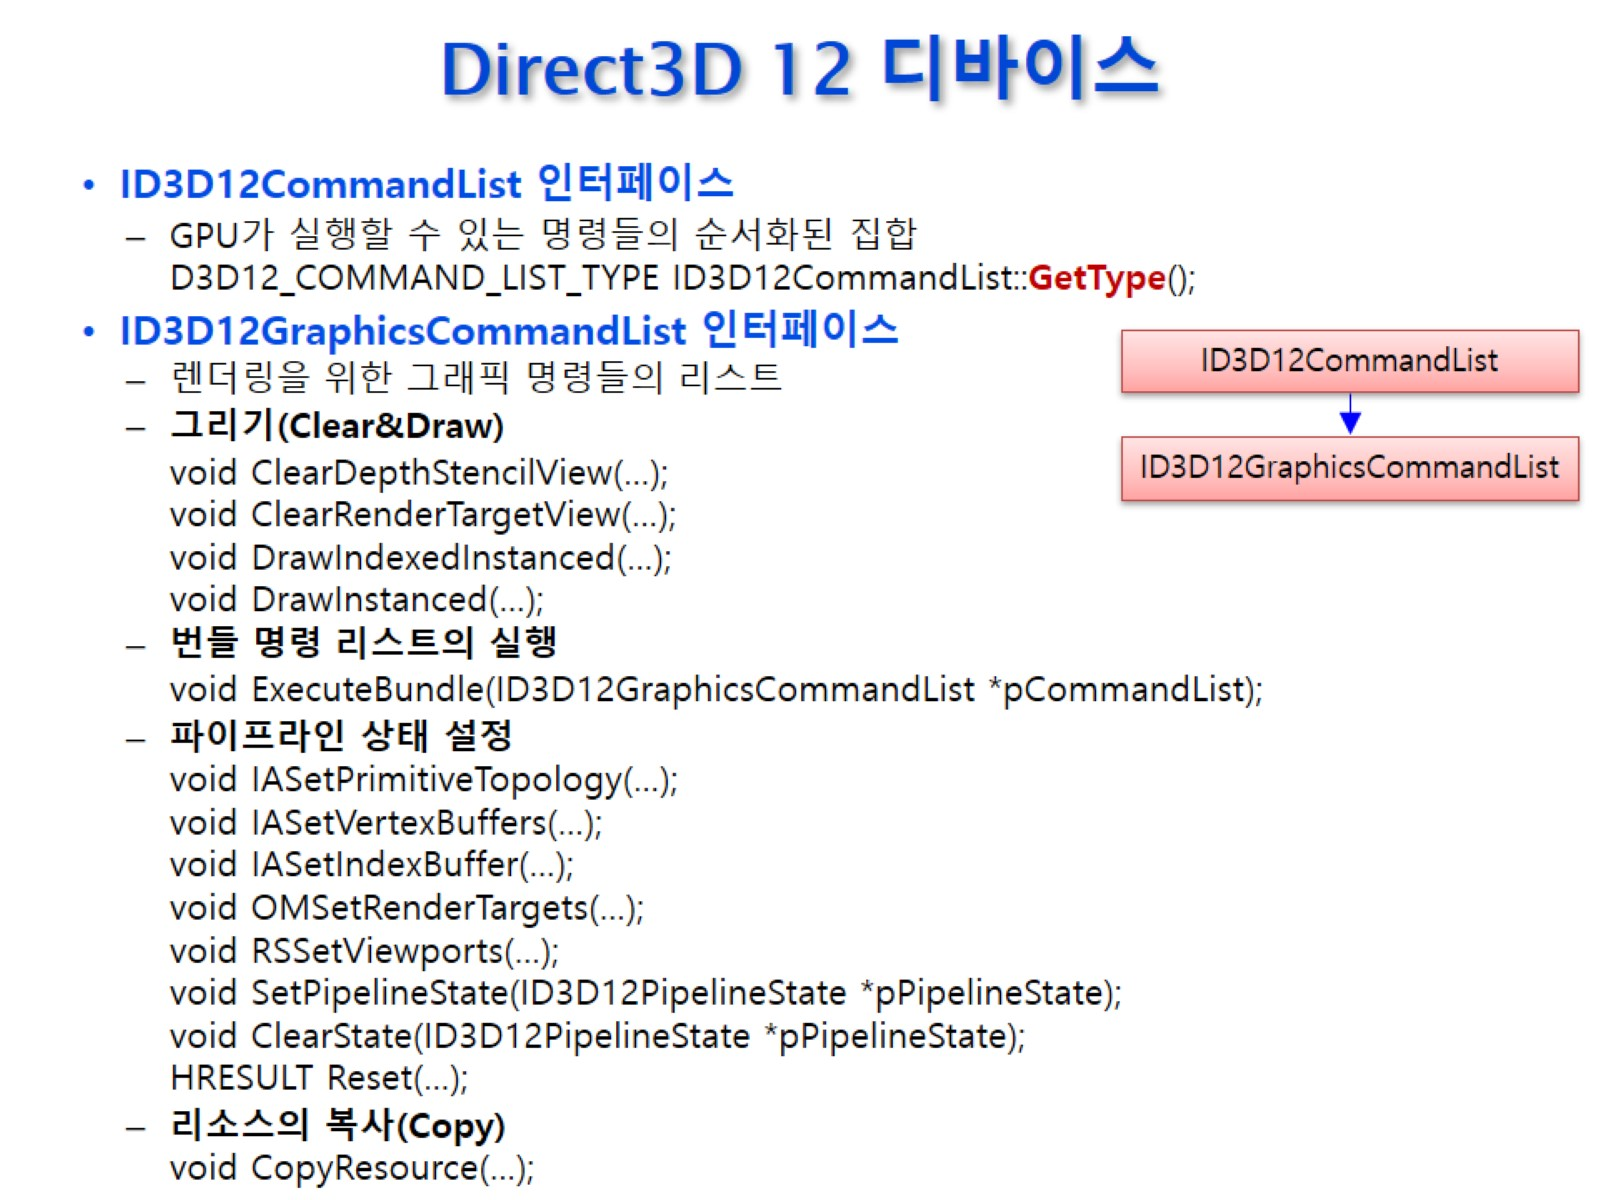 Direct3D 12 디바이스
• ID3D12CommandList 인터페이스
– GPU가 실행할 수 있는 명령들의 순서화된 집합
D3D12_COMMAND_LIST_TYPE ID3D12CommandList::GetType();
• ID3D12GraphicsCommandList 인터페이스
– 렌더링을 위한 그래픽 명령들의 리스트
– 그리기(Clear&Draw)
void ClearDepthStencilView(...);
void ClearRenderTargetView(...);
void DrawIndexedInstanced(...);
void DrawInstanced(...);
– 번들 명령 리스트의 실행
void ExecuteBundle(ID3D12GraphicsCommandList *pCommandList);
– 파이프라인 상태 설정
void IASetPrimitiveTopology(...);
void IASetVertexBuffers(...);
void IASetIndexBuffer(...);
void OMSetRenderTargets(...);
void RSSetViewports(...);
void SetPipelineState(ID3D12PipelineState *pPipelineState);
void ClearState(ID3D12PipelineState *pPipelineState);
HRESULT Reset(...);
– 리소스의 복사(Copy)
void CopyResource(...);
ID3D12CommandList
ID3D12GraphicsCommandList